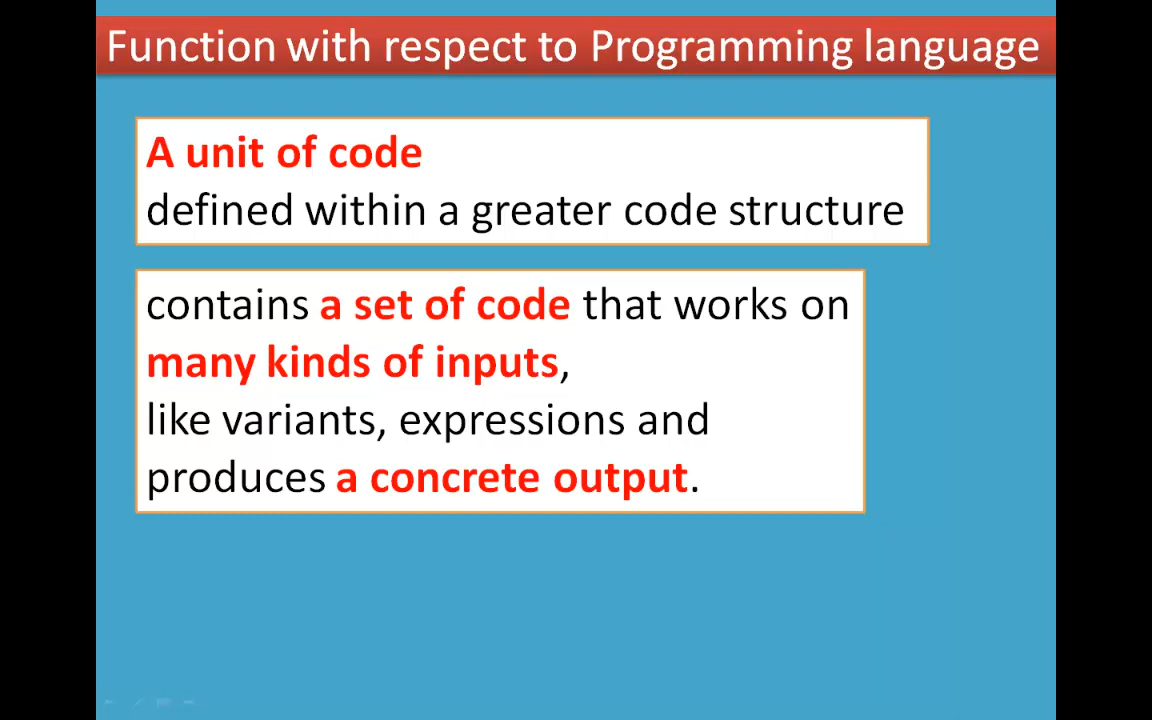 Function with respect to Programming language
A unit of code
defined within a greater code structure
contains a set of code that works on
many kinds of inputs,
like variants, expressions and
produces a concrete output.